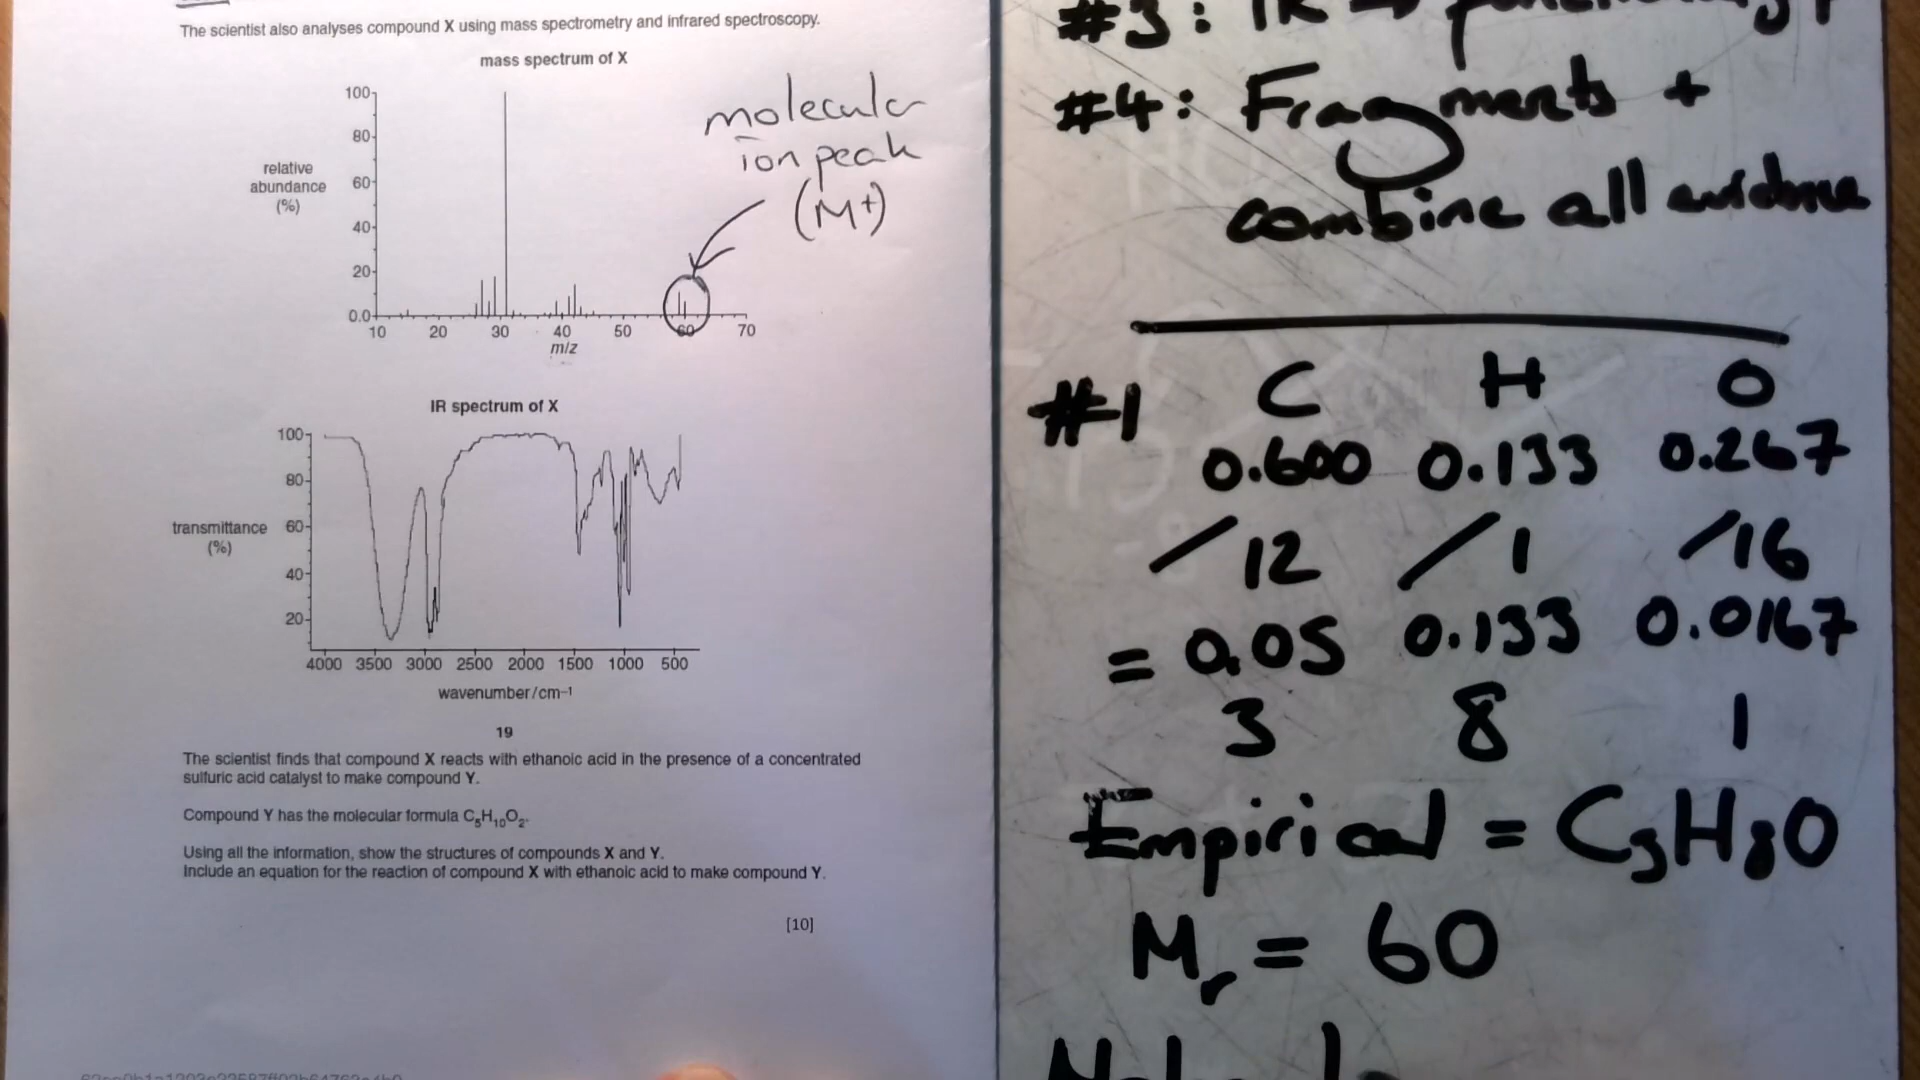 The scientist also analyses compound X using mass spectrometry and infrared spectroscopy.
mass spectrum of X
100
80
60
40
20
0.0
relative
abundance
(%)
10 20 30 40 50 60 70
m/z
molecular
ion peak
(M+)
IR spectrum of X
100
80
60
40
20
transmittance
(%)
4000 3500 3000 2500 2000 1500 1000 500
wavenumber/cm⁻¹
19
The scientist finds that compound X reacts with ethanoic acid in the presence of a concentrated
sulfuric acid catalyst to make compound Y.
Compound Y has the molecular formula C₅H₁₀O₂.
Using all the information, show the structures of compounds X and Y.
Include an equation for the reaction of compound X with ethanoic acid to make compound Y.
[10]
#3: IR →
#4: Fragments +
combine all evidence
#1 C H O
0.600 0.133 0.267
/12 /1 /16
= 0.05 0.133 0.0167
3 8 1
Empirical = C₃H₈O
Mᵣ = 60